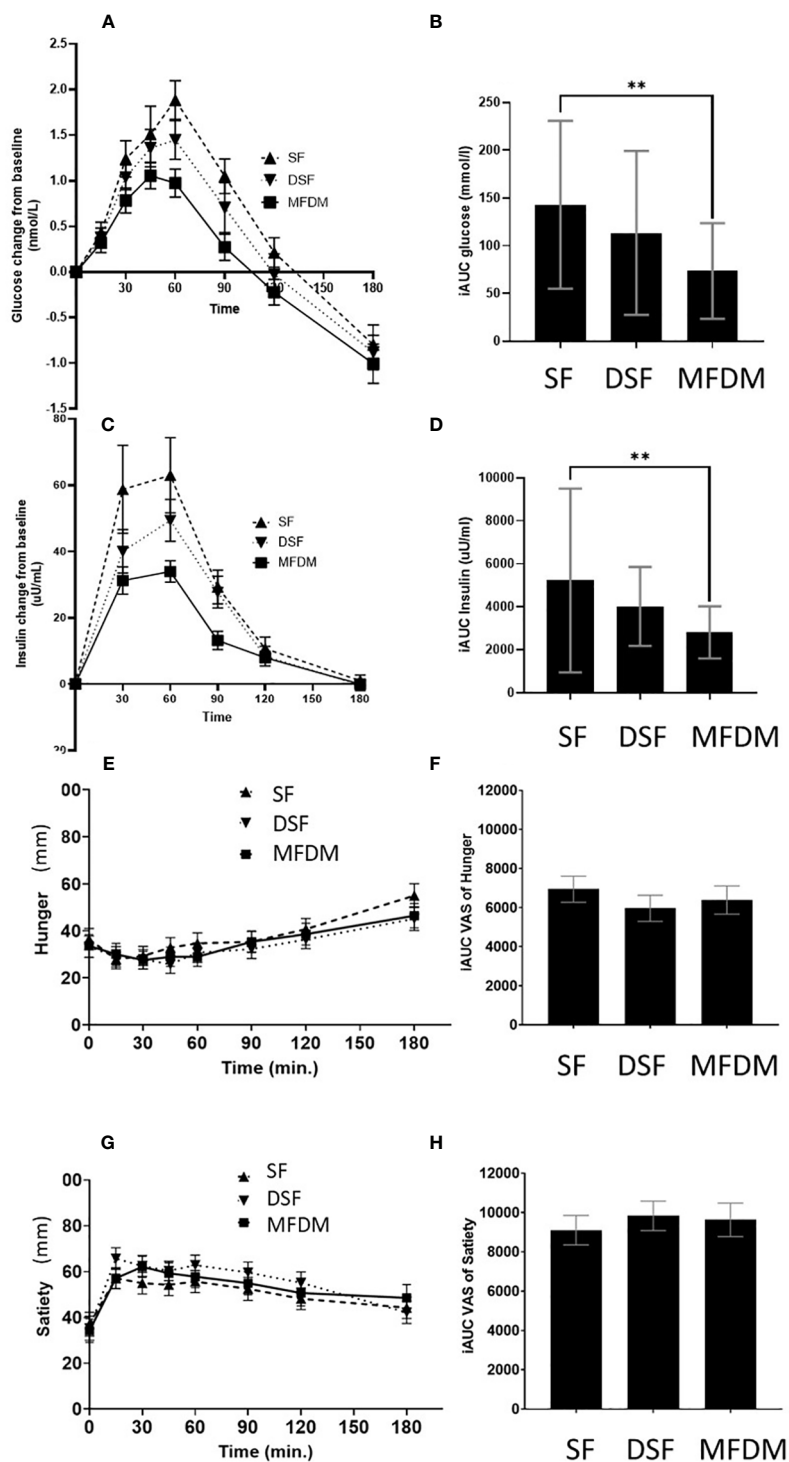 A
2.5
2.0
1.5
1.0
0.5
0.0
-0.5
-1.0
-1.5
30
60
90
180
Time
Glucose change from baseline
(nmol/L)
SF
DSF
MFDM
B
**
250
200
150
100
50
0
iAUC glucose (mmol/l)
SF DSF MFDM
C
80
60
40
20
0
20
30 60 90 120 150 180
Time
Insulin change from baseline
(uU/mL)
SF
DSF
MFDM
D
**
10000
8000
6000
4000
2000
0
iAUC Insulin (uU/ml)
SF DSF MFDM
E
00
80
60
40
20
0
0 30 60 90 120 150 180
Time (min.)
Hunger (mm)
SF
DSF
MFDM
F
12000
10000
8000
6000
4000
2000
0
iAUC VAS of Hunger
SF DSF MFDM
G
00
80
60
40
20
0
0 30 60 90 120 150 180
Time (min.)
Satiety (mm)
SF
DSF
MFDM
H
12000
10000
8000
6000
4000
2000
0
iAUC VAS of Satiety
SF DSF MFDM